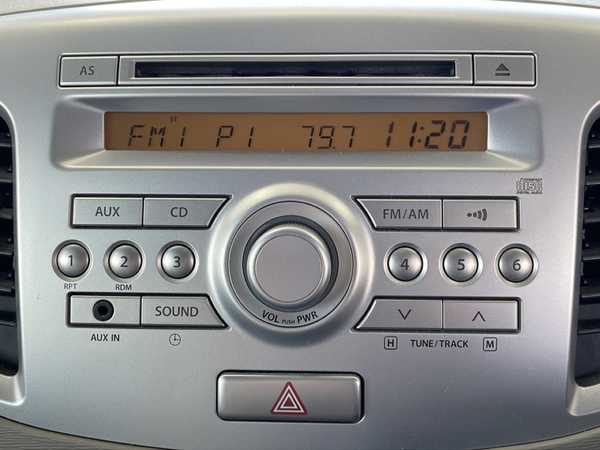 AS
ST
FM1 P1 79.7 11:20
AUX CD FM/AM
1 2 3 4 5 6
RPT RDM
SOUND
VOL PUSH PWR
AUX IN H TUNE/TRACK M